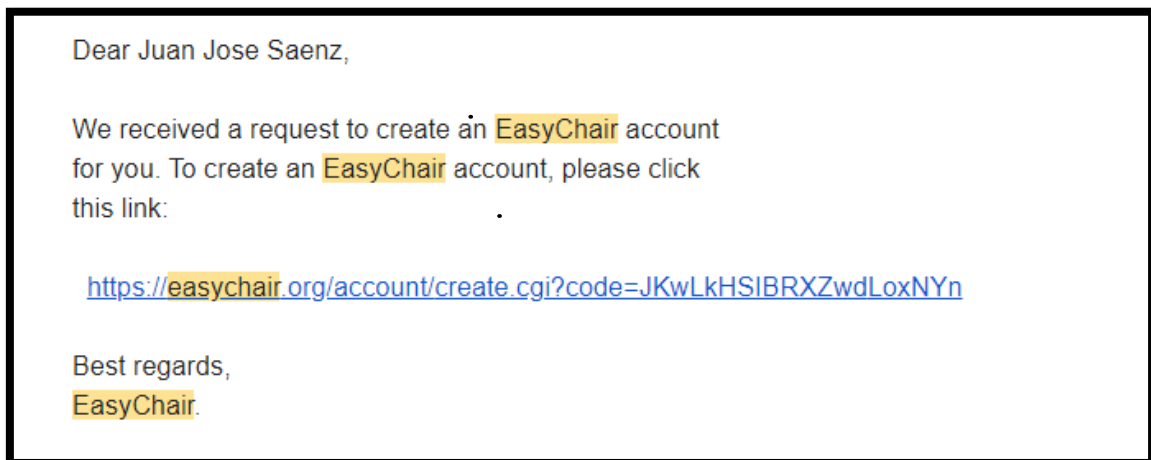 Dear Juan Jose Saenz,
We received a request to create an EasyChair account
for you. To create an EasyChair account, please click
this link:
https://easychair.org/account/create.cgi?code=JKwLkHSIBRXZwdLoxNYn
Best regards,
EasyChair.